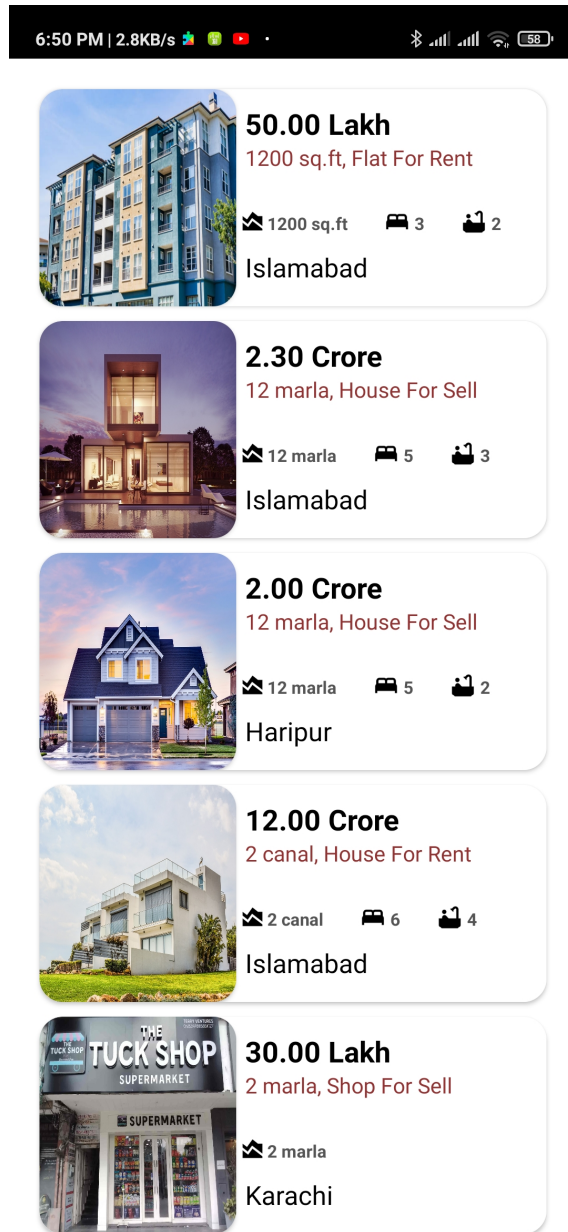 6:50 PM | 2.8KB/s
58
50.00 Lakh
1200 sq.ft, Flat For Rent
1200 sq.ft 3 2
Islamabad
2.30 Crore
12 marla, House For Sell
12 marla 5 3
Islamabad
2.00 Crore
12 marla, House For Sell
12 marla 5 2
Haripur
12.00 Crore
2 canal, House For Rent
2 canal 6 4
Islamabad
THE
TUCK SHOP
SUPERMARKET
THE
TUCK SHOP
SUPERMARKET
30.00 Lakh
2 marla, Shop For Sell
2 marla
Karachi